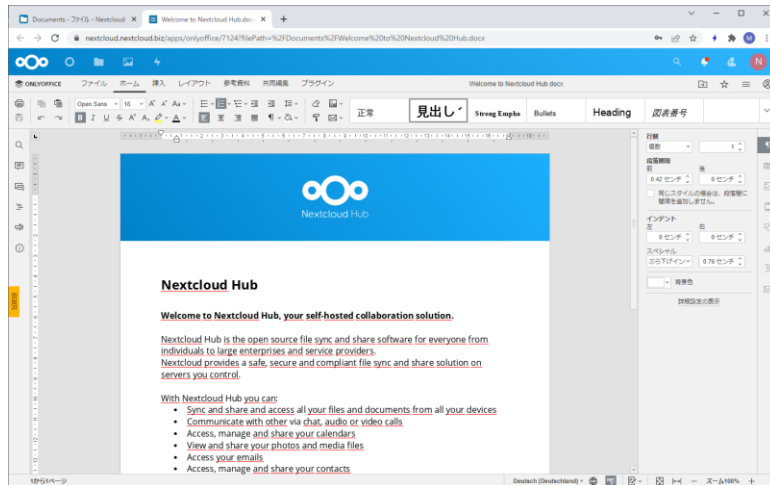 Documents - ファイル - Nextcloud
Welcome to Nextcloud Hub.docx
nextcloud.nextcloud.biz/apps/onlyoffice/7124?filePath=%2FDocuments%2FWelcome%20to%20Nextcloud%20Hub.docx
M
N
ONLYOFFICE
ファイル ホーム 挿入 レイアウト 参考資料 共同編集 プラグイン
Welcome to Nextcloud Hub.docx
Open Sans 18
正常 見出し Strong Empha Bullets Heading 図表番号
行間
複数 1
段落間隔
前 後
0.42 センチ 0 センチ
同じスタイルの場合は、段落間に
間隔を追加しません。
インデント
左 右
0 センチ 0 センチ
スペシャル
ぶら下げイン 0.76 センチ
背景色
詳細設定の表示
Nextcloud Hub
Nextcloud Hub
Welcome to Nextcloud Hub, your self-hosted collaboration solution.
Nextcloud Hub is the open source file sync and share software for everyone from
individuals to large enterprises and service providers.
Nextcloud provides a safe, secure and compliant file sync and share solution on
servers you control.
With Nextcloud Hub you can:
• Sync and share and access all your files and documents from all your devices
• Communicate with other via chat, audio or video calls
• Access, manage and share your calendars
• View and share your photos and media files
• Access your emails
• Access, manage and share your contacts
1から1ページ
Deutsch (Deutschland)
ズーム100%